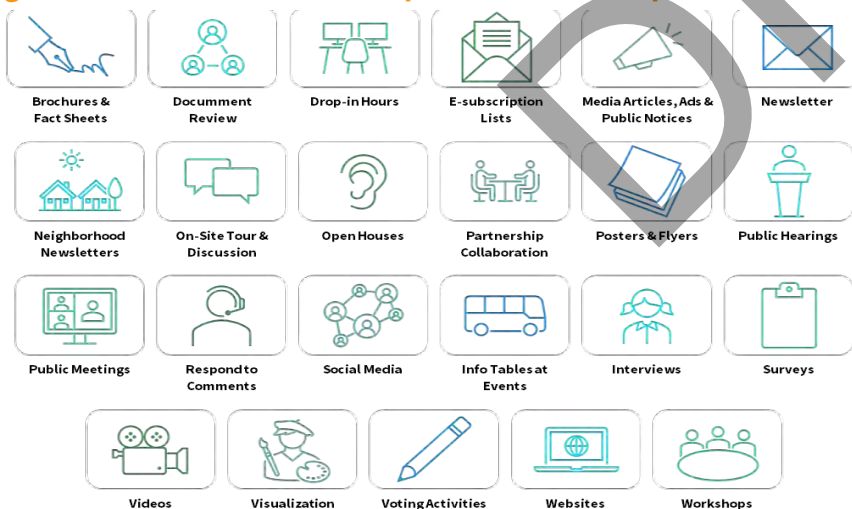 Brochures &
Fact Sheets
Documment
Review
Drop-in Hours
E-subscription
Lists
Media Articles, Ads &
Public Notices
Newsletter
Neighborhood
Newsletters
On-Site Tour &
Discussion
Open Houses
Partnership
Collaboration
Posters & Flyers
Public Hearings
Public Meetings
Respond to
Comments
Social Media
Info Tables at
Events
Interviews
Surveys
Videos
Visualization
Voting Activities
Websites
Workshops